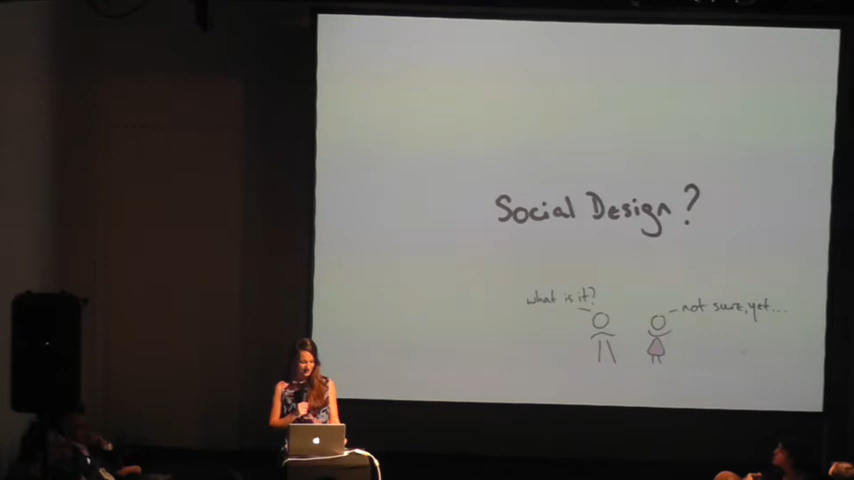 Social Design?
what is it?
not sure, yet...